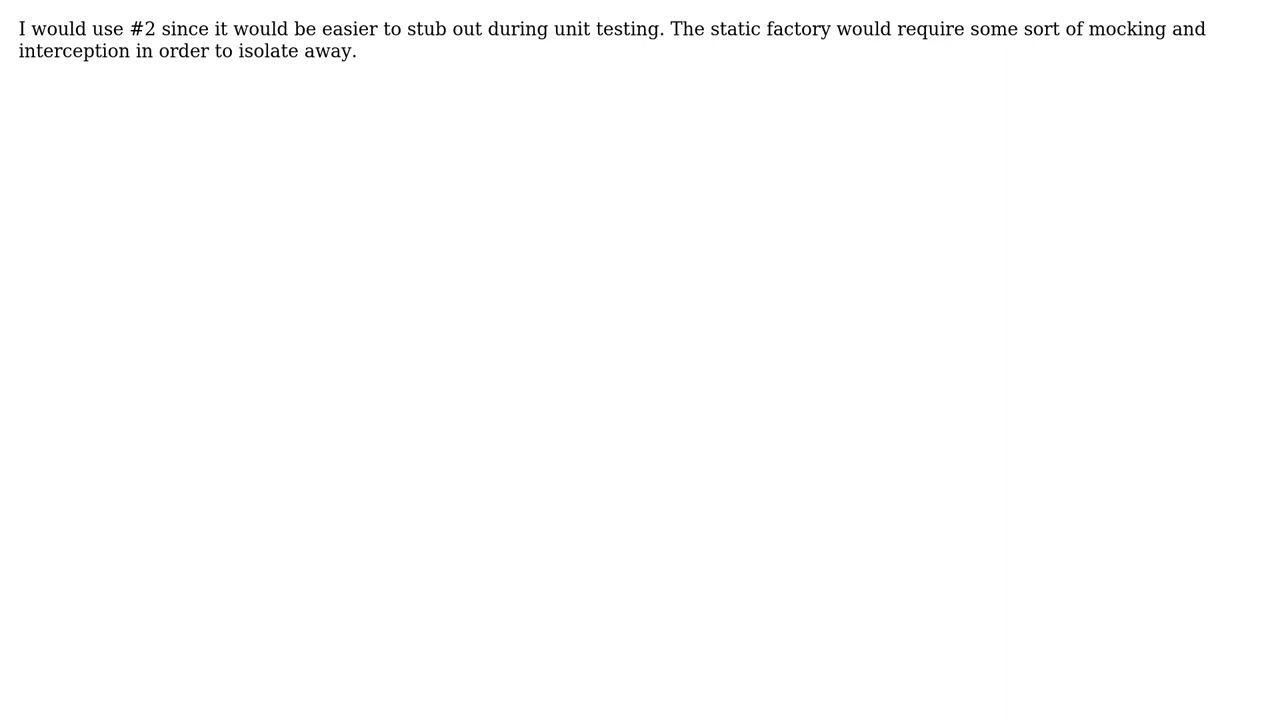 I would use #2 since it would be easier to stub out during unit testing. The static factory would require some sort of mocking and
interception in order to isolate away.